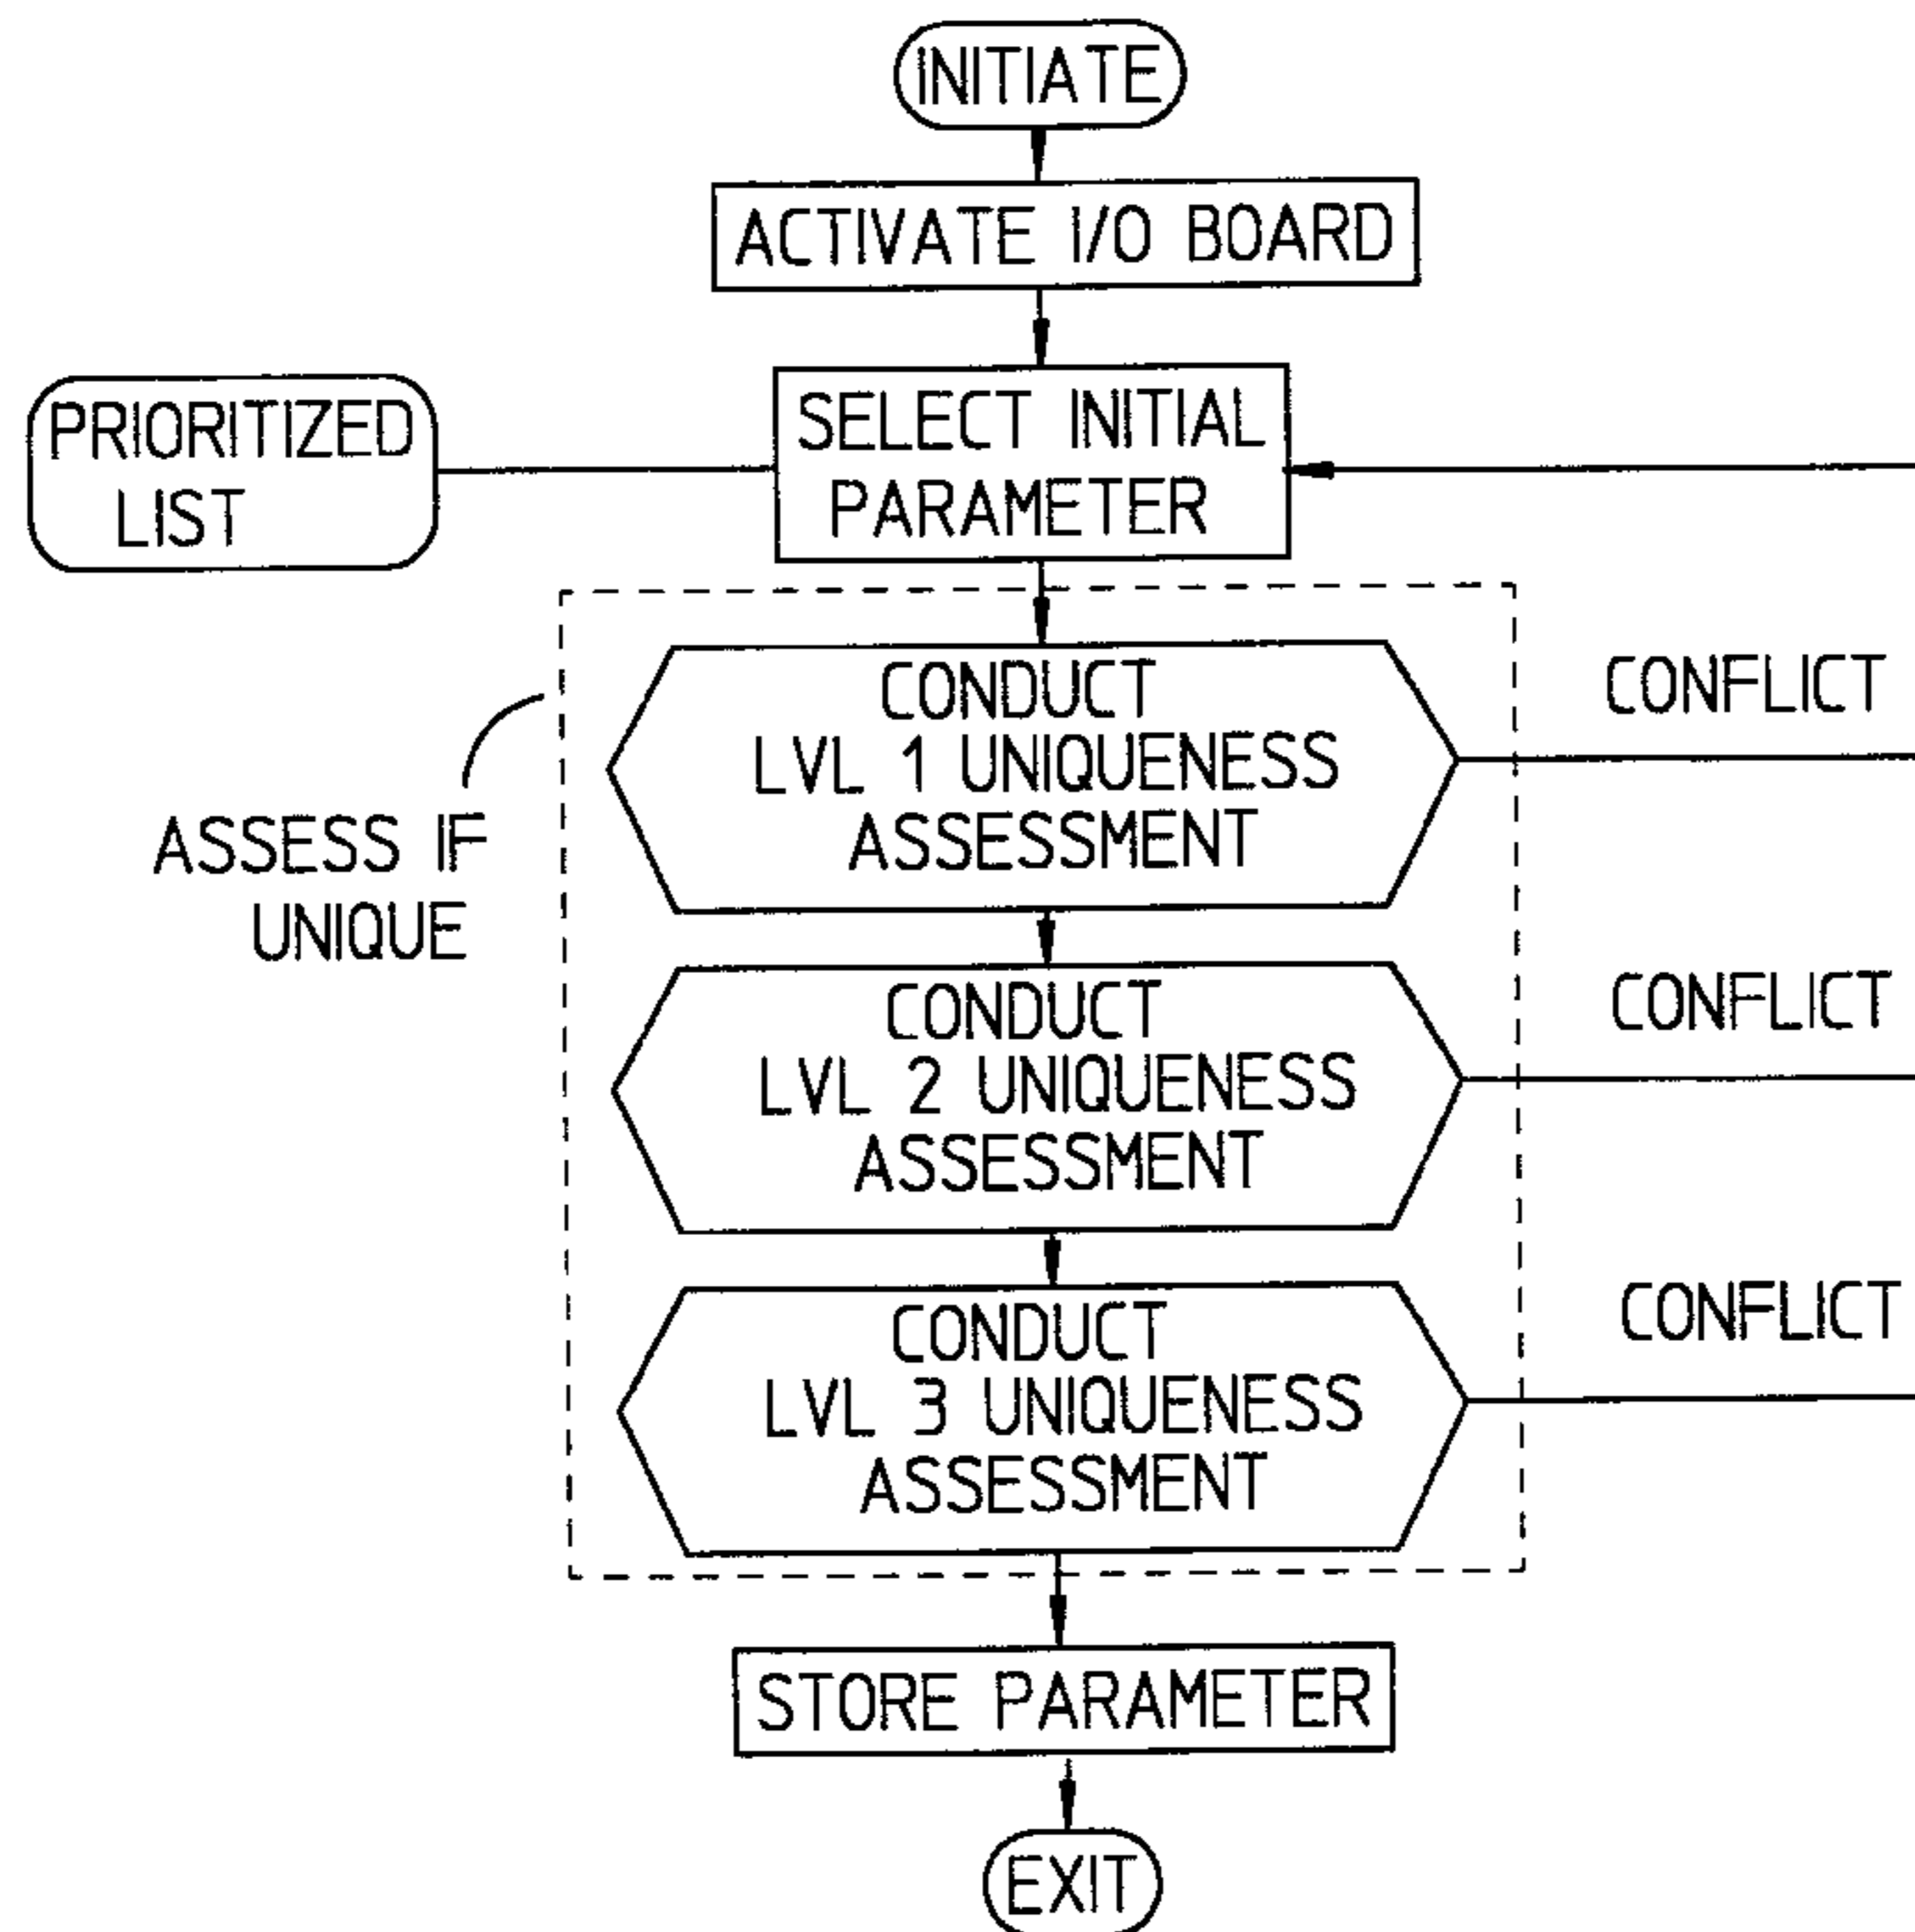 INITIATE
ACTIVATE I/O BOARD
PRIORITIZED
LIST
SELECT INITIAL
PARAMETER
ASSESS IF
UNIQUE
CONDUCT
LVL 1 UNIQUENESS
ASSESSMENT
CONFLICT
CONDUCT
LVL 2 UNIQUENESS
ASSESSMENT
CONFLICT
CONDUCT
LVL 3 UNIQUENESS
ASSESSMENT
CONFLICT
STORE PARAMETER
EXIT